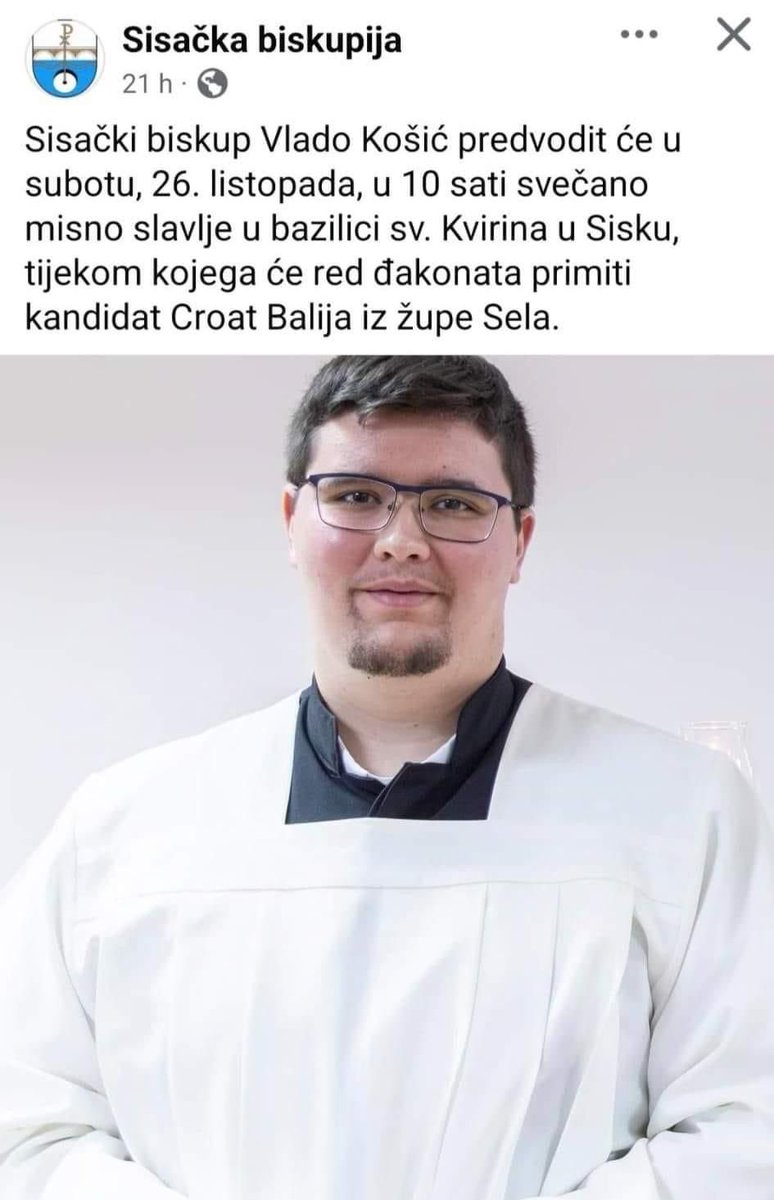 Sisačka biskupija
21 h ·
Sisački biskup Vlado Košić predvodit će u
subotu, 26. listopada, u 10 sati svečano
misno slavlje u bazilici sv. Kvirina u Sisku,
tijekom kojega će red đakonata primiti
kandidat Croat Balija iz župe Sela.